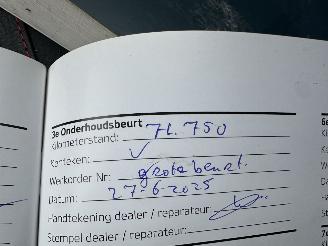 3e Onderhoudsbeurt
Kilometerstand: 71.750
Kenteken: ✓
Werkorder Nr: grote beurt.
Datum: 27-6-2025
Handtekening dealer / reparateur:
Stempel dealer / reparateur: